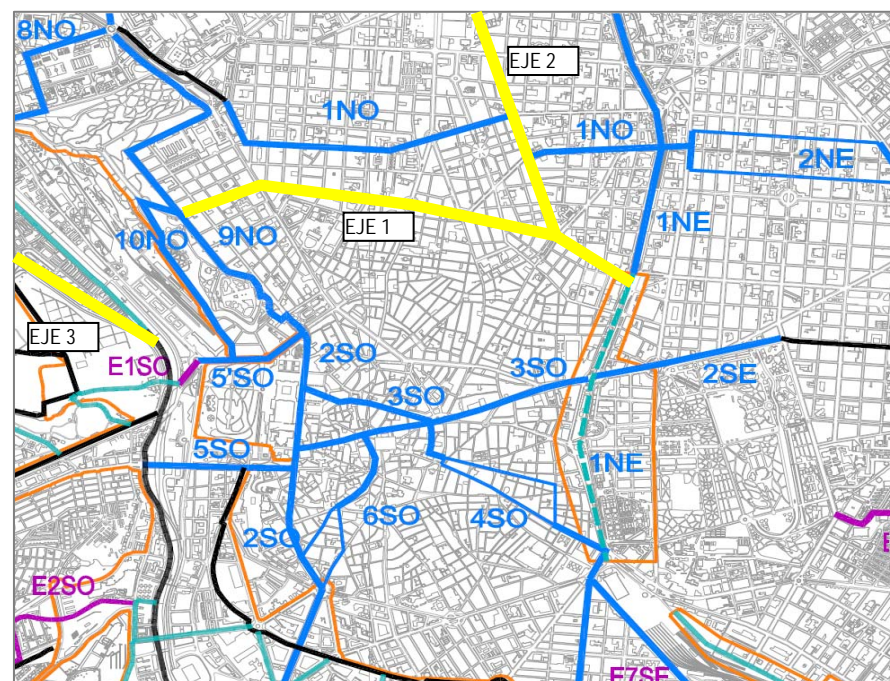 8NO
EJE 2
1NO
1NO
2NE
EJE 1
1NE
10NO
9NO
EJE 3
E1SO
5'SO
2SO
3SO
3SO
2SE
5SO
1NE
2SO
6SO
4SO
E
E2SO
E7SE